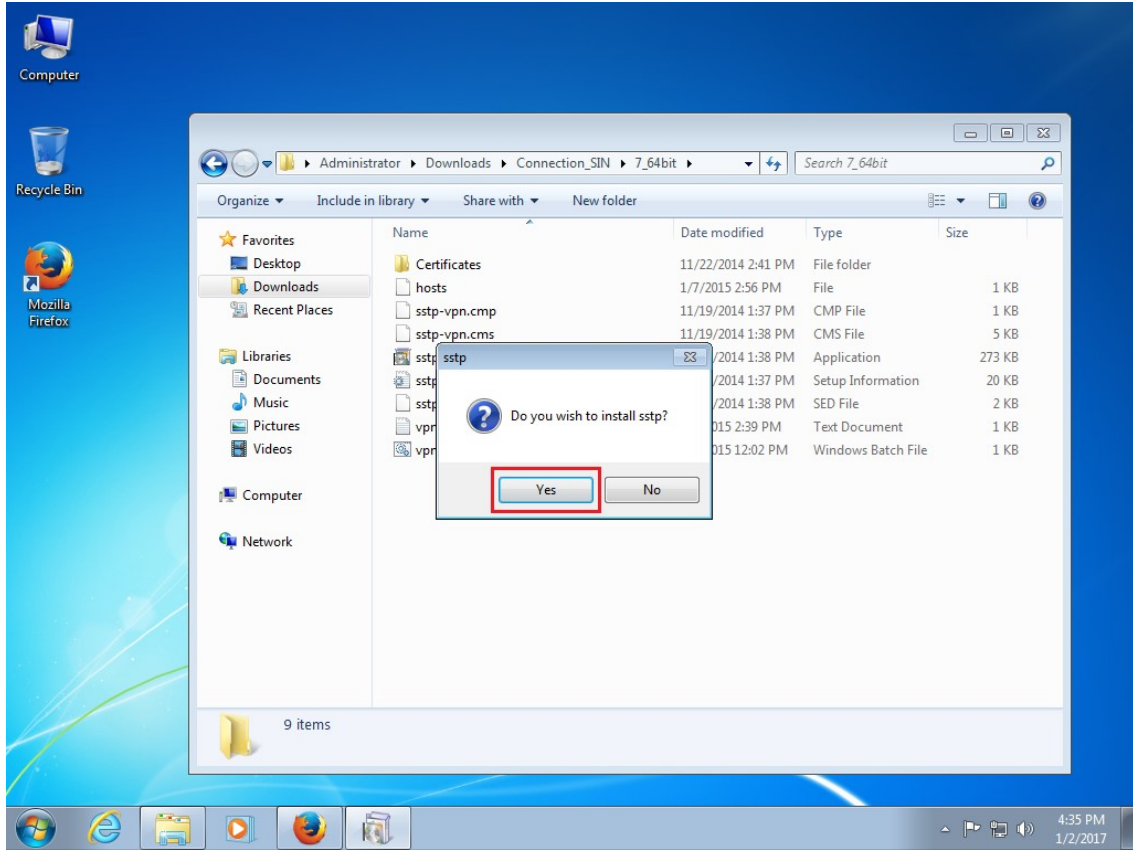 Computer
Recycle Bin
Mozilla
Firefox
Administrator Downloads Connection_SIN 7_64bit Search 7_64bit
Organize Include in library Share with New folder
Favorites
Desktop
Downloads
Recent Places
Libraries
Documents
Music
Pictures
Videos
Computer
Network
Name Date modified Type Size
Certificates 11/22/2014 2:41 PM File folder
hosts 1/7/2015 2:56 PM File 1 KB
sstp-vpn.cmp 11/19/2014 1:37 PM CMP File 1 KB
sstp-vpn.cms 11/19/2014 1:38 PM CMS File 5 KB
/2014 1:38 PM Application 273 KB
/2014 1:37 PM Setup Information 20 KB
/2014 1:38 PM SED File 2 KB
2:39 PM Text Document 1 KB
12:02 PM Windows Batch File 1 KB
sstp
Do you wish to install sstp?
Yes No
9 items
4:35 PM
1/2/2017